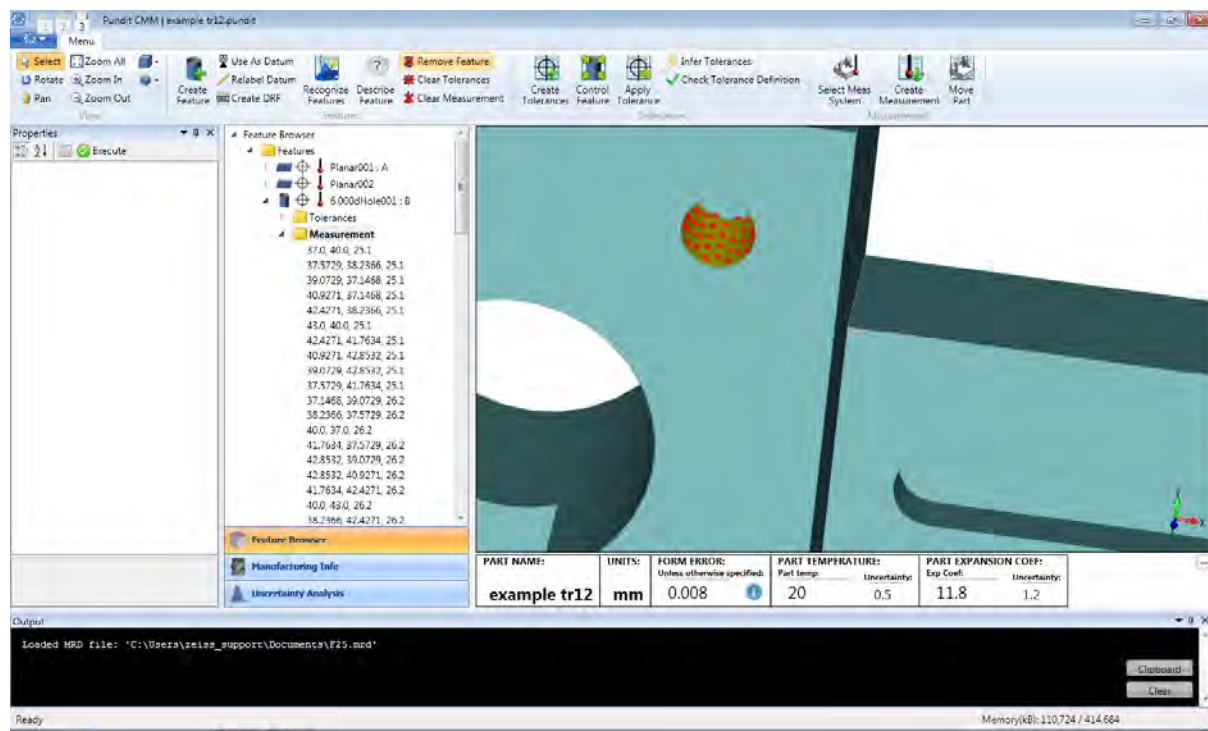 1 2 3 Pundit CMM | example tr12.pundit
Menu
Select Zoom All
Rotate Zoom In
Pan Zoom Out
View
Create Feature
Use As Datum
Relabel Datum
Create DRF
Recognize Features
Describe Feature
Remove Feature
Clear Tolerances
Clear Measurement
Features
Create Tolerances
Control Feature
Apply Tolerance
Infer Tolerances
Check Tolerance Definition
Select Meas System
Create Measurement
Move Part
Measurement
Properties
Execute
Feature Browser
Features
Planar001 : A
Planar002
6.000dHole001 : B
Tolerances
Measurement
37.0, 40.0, 25.1
37.5729, 38.2366, 25.1
39.0729, 37.1468, 25.1
40.9271, 37.1468, 25.1
42.4271, 38.2366, 25.1
43.0, 40.0, 25.1
42.4271, 41.7634, 25.1
40.9271, 42.8532, 25.1
39.0729, 42.8532, 25.1
37.5729, 41.7634, 25.1
37.1468, 39.0729, 26.2
38.2366, 37.5729, 26.2
40.0, 37.0, 26.2
41.7634, 37.5729, 26.2
42.8532, 39.0729, 26.2
42.8532, 40.9271, 26.2
41.7634, 42.4271, 26.2
40.0, 43.0, 26.2
38.2366, 42.4271, 26.2
Feature Browser
Manufacturing Info
Uncertainty Analysis
PART NAME:
example tr12
UNITS:
mm
FORM ERROR:
Unless otherwise specified:
0.008
PART TEMPERATURE:
Part temp: Uncertainty:
20 0.5
PART EXPANSION COEF:
Exp Coef: Uncertainty:
11.8 1.2
Output
Loaded MRD file: 'C:\Users\zeiss_support\Documents\F25.mrd'
Clipboard
Clear
Ready
Memory(kB): 110,724 / 414,684